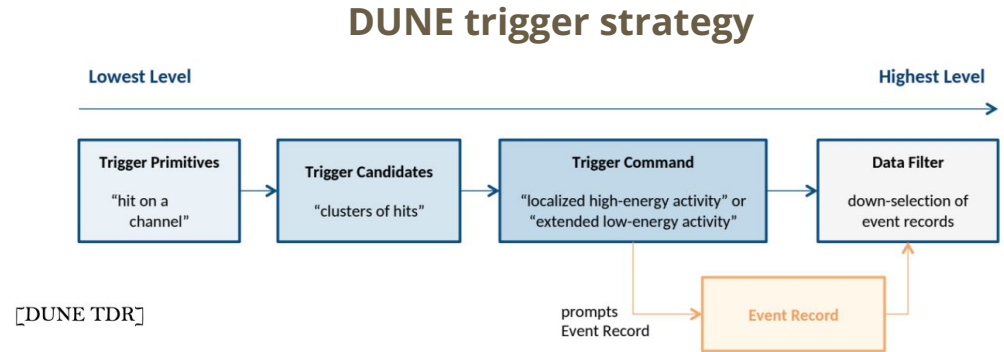 DUNE trigger strategy
Lowest Level
Highest Level
Trigger Primitives
“hit on a
channel”
Trigger Candidates
“clusters of hits”
Trigger Command
“localized high-energy activity” or
“extended low-energy activity”
Data Filter
down-selection of
event records
prompts
Event Record
Event Record
[DUNE TDR]